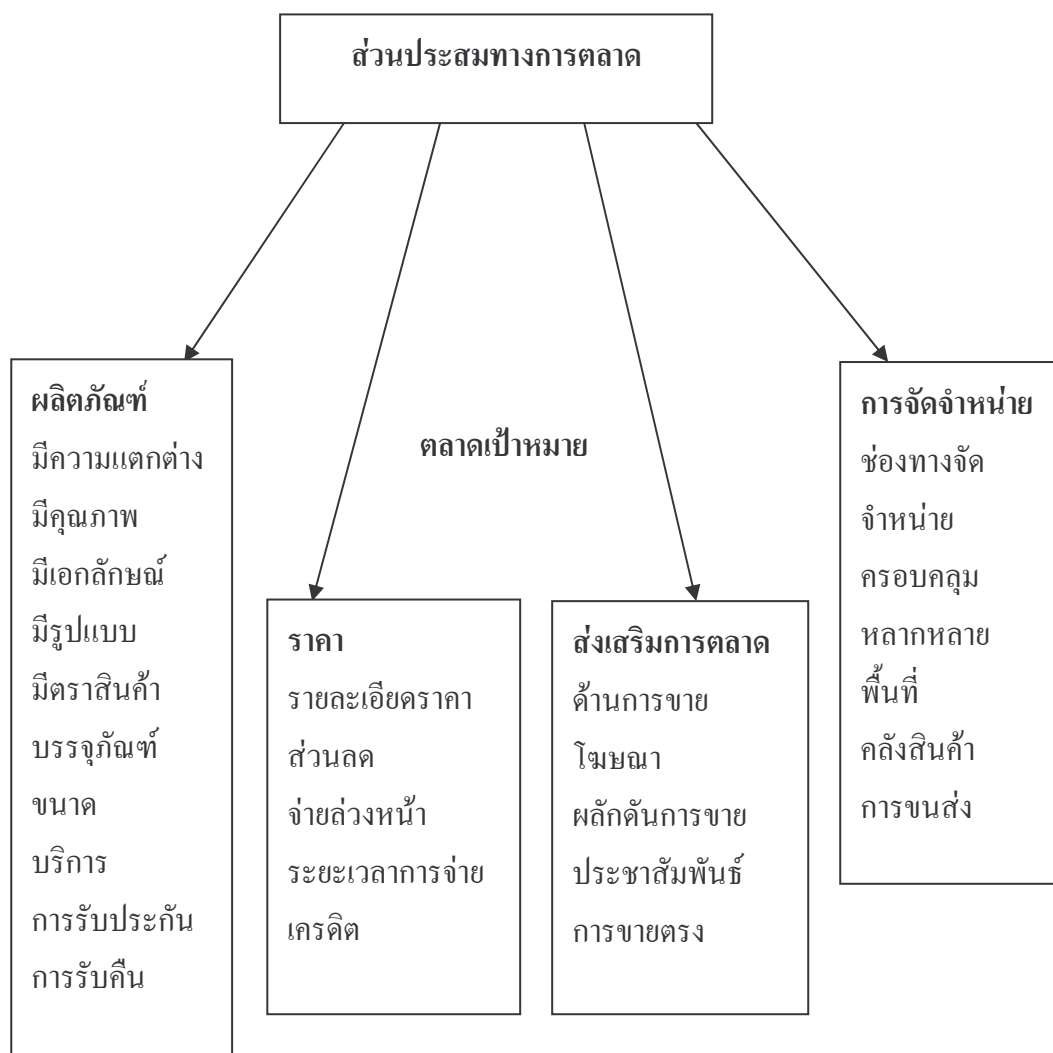 ส่วนประสมทางการตลาด
ผลิตภัณฑ์
มีความแตกต่าง
มีคุณภาพ
มีเอกลักษณ์
มีรูปแบบ
มีตราสินค้า
บรรจุภัณฑ์
ขนาด
บริการ
การรับประกัน
การรับคืน
ตลาดเป้าหมาย
ราคา
รายละเอียดราคา
ส่วนลด
จ่ายล่วงหน้า
ระยะเวลาการจ่าย
เครดิต
ส่งเสริมการตลาด
ด้านการขาย
โฆษณา
ผลักดันการขาย
ประชาสัมพันธ์
การขายตรง
การจัดจำหน่าย
ช่องทางจัด
จำหน่าย
ครอบคลุม
หลากหลาย
พื้นที่
คลังสินค้า
การขนส่ง